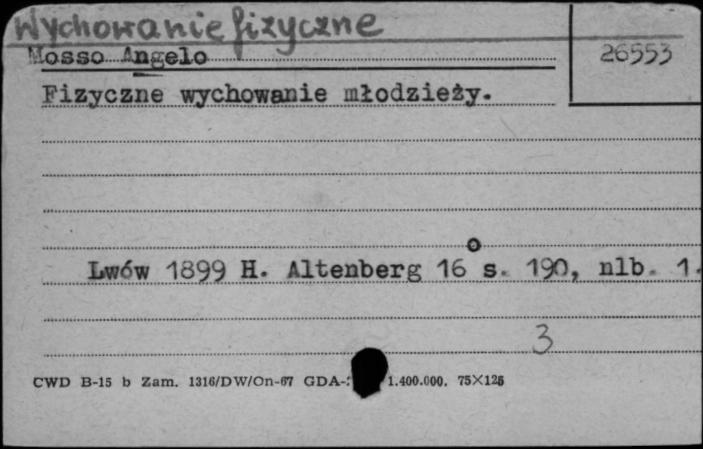 Wychowanie fizyczne
Mosso Angelo
26553
Fizyczne wychowanie młodzieży.
Lwów 1899 H. Altenberg 16° s. 190, nlb. 1.
3
CWD B-15 b Zam. 1316/DW/On-67 GDA- 1.400.000. 75X125